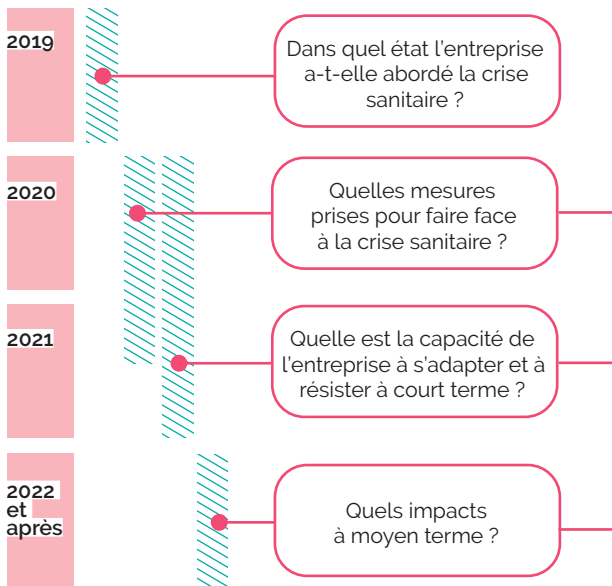 2019
Dans quel état l'entreprise
a-t-elle abordé la crise
sanitaire ?
2020
Quelles mesures
prises pour faire face
à la crise sanitaire ?
2021
Quelle est la capacité de
l'entreprise à s'adapter et à
résister à court terme ?
2022
et
après
Quels impacts
à moyen terme ?